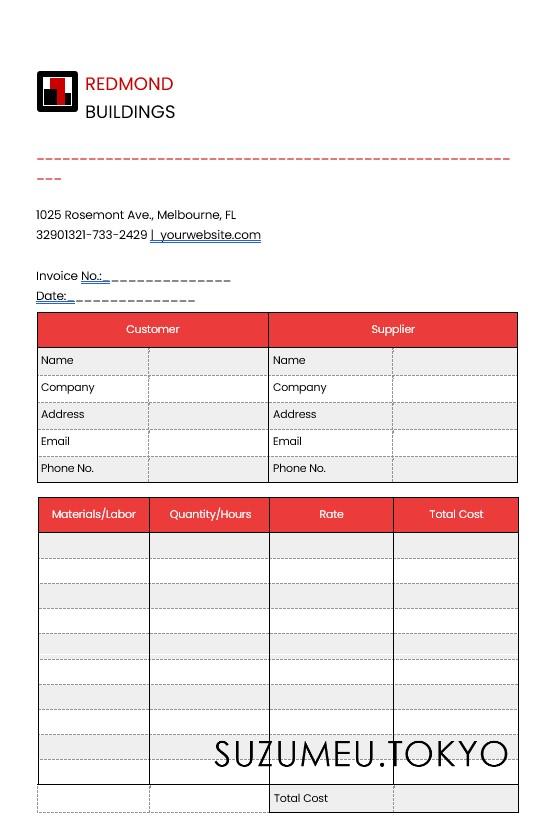 REDMOND
BUILDINGS
1025 Rosemont Ave., Melbourne, FL
32901321-733-2429 | yourwebsite.com
Invoice No.:_______________
Date:_______________
Customer Supplier
Name Name
Company Company
Address Address
Email Email
Phone No. Phone No.
Materials/Labor Quantity/Hours Rate Total Cost
SUZUMEU.TOKYO
Total Cost